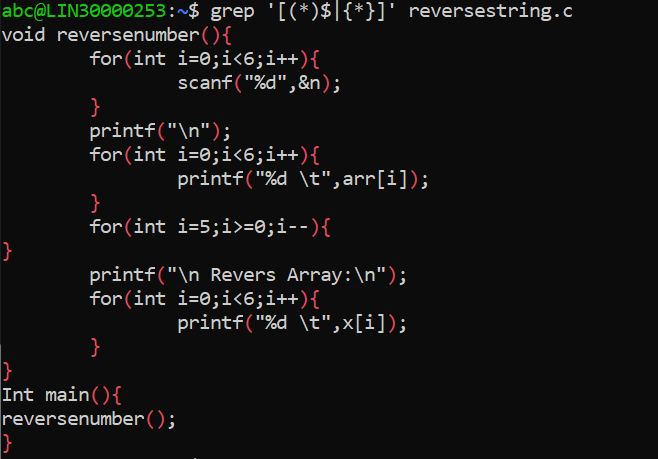 abc@LIN30000253:~$ grep '[(*)$|{*}]' reversestring.c
void reversenumber(){
for(int i=0;i<6;i++){
scanf("%d",&n);
}
printf("\n");
for(int i=0;i<6;i++){
printf("%d \t",arr[i]);
}
for(int i=5;i>=0;i--){
}
printf("\n Revers Array:\n");
for(int i=0;i<6;i++){
printf("%d \t",x[i]);
}
}
Int main(){
reversenumber();
}